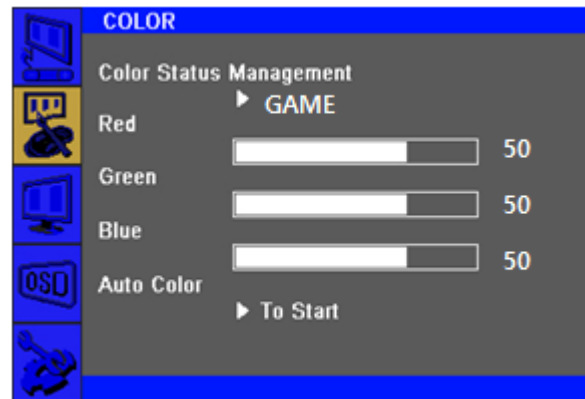 COLOR
Color Status Management
GAME
Red
50
Green
50
Blue
50
Auto Color
To Start
OSD